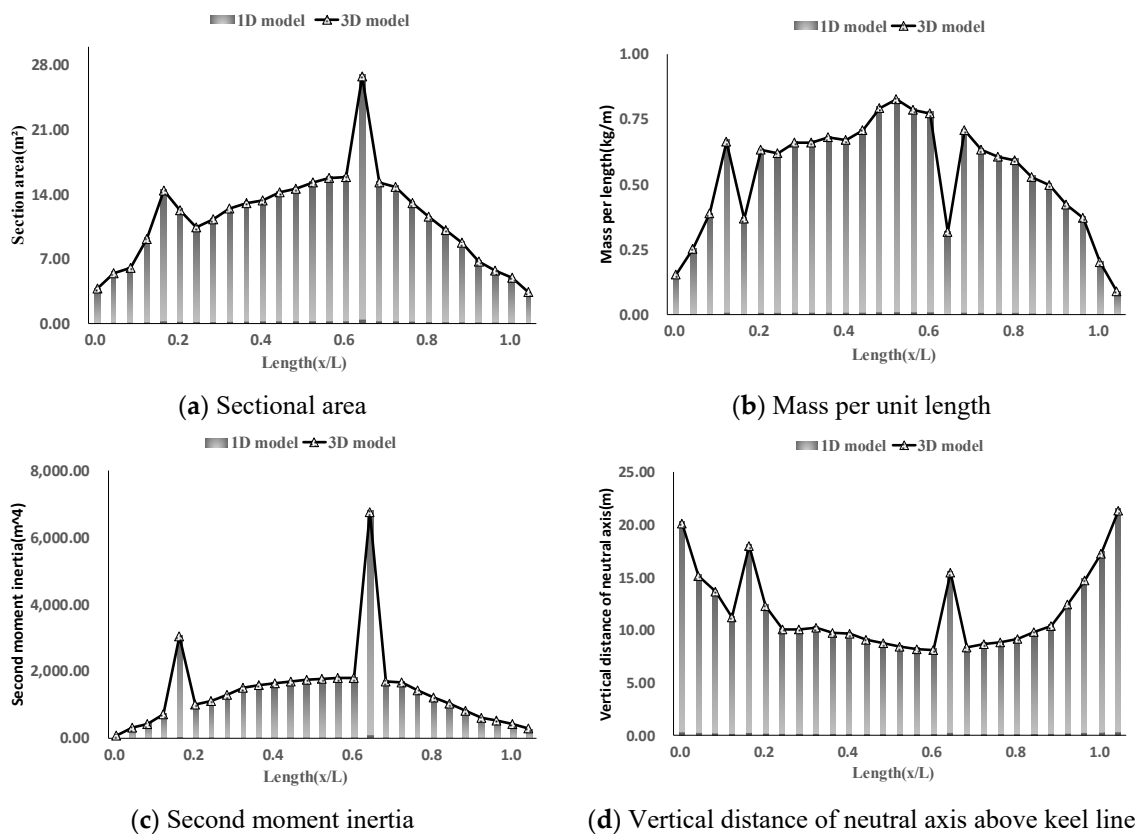 1D model 3D model
Section area(m²)
28.00
21.00
14.00
7.00
0.00
0.0 0.2 0.4 0.6 0.8 1.0
Length(x/L)
(a) Sectional area
1D model 3D model
Mass per length(kg/m)
1.00
0.75
0.50
0.25
0.00
0.0 0.2 0.4 0.6 0.8 1.0
Length(x/L)
(b) Mass per unit length
1D model 3D model
Second moment inertia(m^4)
8,000.00
6,000.00
4,000.00
2,000.00
0.00
0.0 0.2 0.4 0.6 0.8 1.0
Length(x/L)
(c) Second moment inertia
1D model 3D model
Vertical distance of neutral axis(m)
25.00
20.00
15.00
10.00
5.00
0.00
0.0 0.2 0.4 0.6 0.8 1.0
Length(x/L)
(d) Vertical distance of neutral axis above keel line